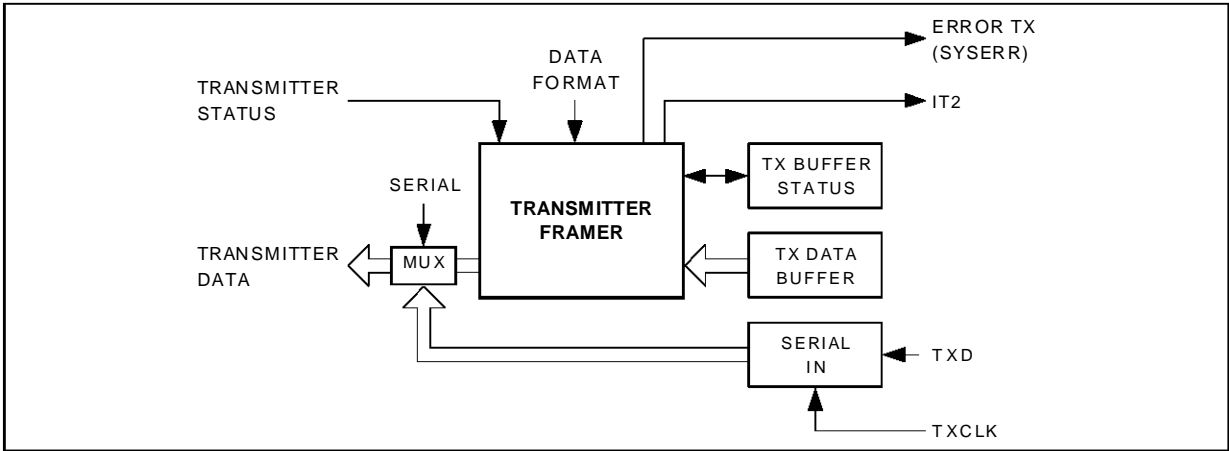 ERROR TX
(SYSERR)
DATA
FORMAT
TRANSMITTER
STATUS
IT2
TX BUFFER
STATUS
SERIAL
TRANSMITTER
FRAMER
TRANSMITTER
DATA
MUX
TX DATA
BUFFER
SERIAL
IN
TXD
TXCLK